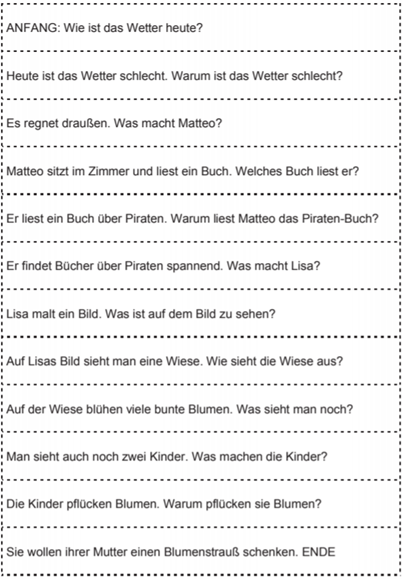 ANFANG: Wie ist das Wetter heute?
Heute ist das Wetter schlecht. Warum ist das Wetter schlecht?
Es regnet draußen. Was macht Matteo?
Matteo sitzt im Zimmer und liest ein Buch. Welches Buch liest er?
Er liest ein Buch über Piraten. Warum liest Matteo das Piraten-Buch?
Er findet Bücher über Piraten spannend. Was macht Lisa?
Lisa malt ein Bild. Was ist auf dem Bild zu sehen?
Auf Lisas Bild sieht man eine Wiese. Wie sieht die Wiese aus?
Auf der Wiese blühen viele bunte Blumen. Was sieht man noch?
Man sieht auch noch zwei Kinder. Was machen die Kinder?
Die Kinder pflücken Blumen. Warum pflücken sie Blumen?
Sie wollen ihrer Mutter einen Blumenstrauß schenken. ENDE